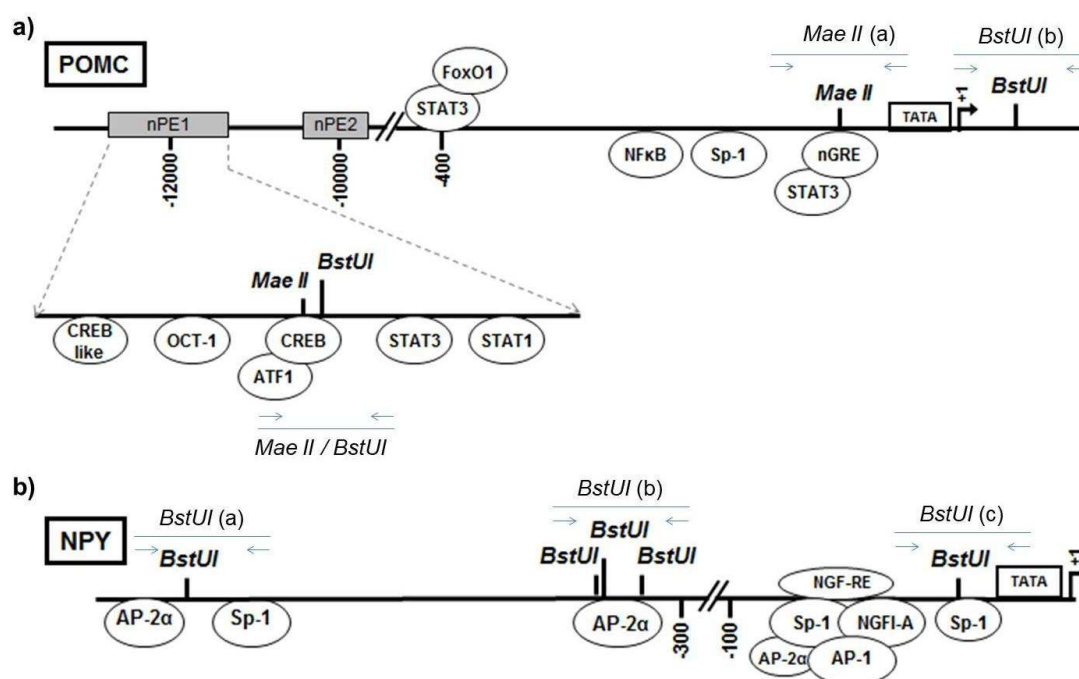 a)
POMC
Mae II (a)
BstUI (b)
FoxO1
STAT3
Mae II
BstUI
nPE1
nPE2
TATA
+1
-12000
-10000
-400
NFκB
Sp-1
nGRE
STAT3
Mae II
BstUI
CREB
like
OCT-1
CREB
STAT3
STAT1
ATF1
Mae II / BstUI
b)
NPY
BstUI (a)
BstUI (b)
BstUI (c)
BstUI
BstUI
BstUI
BstUI
BstUI
TATA
+1
AP-2α
Sp-1
AP-2α
-300
-100
NGF-RE
Sp-1
NGFI-A
Sp-1
AP-2α
AP-1